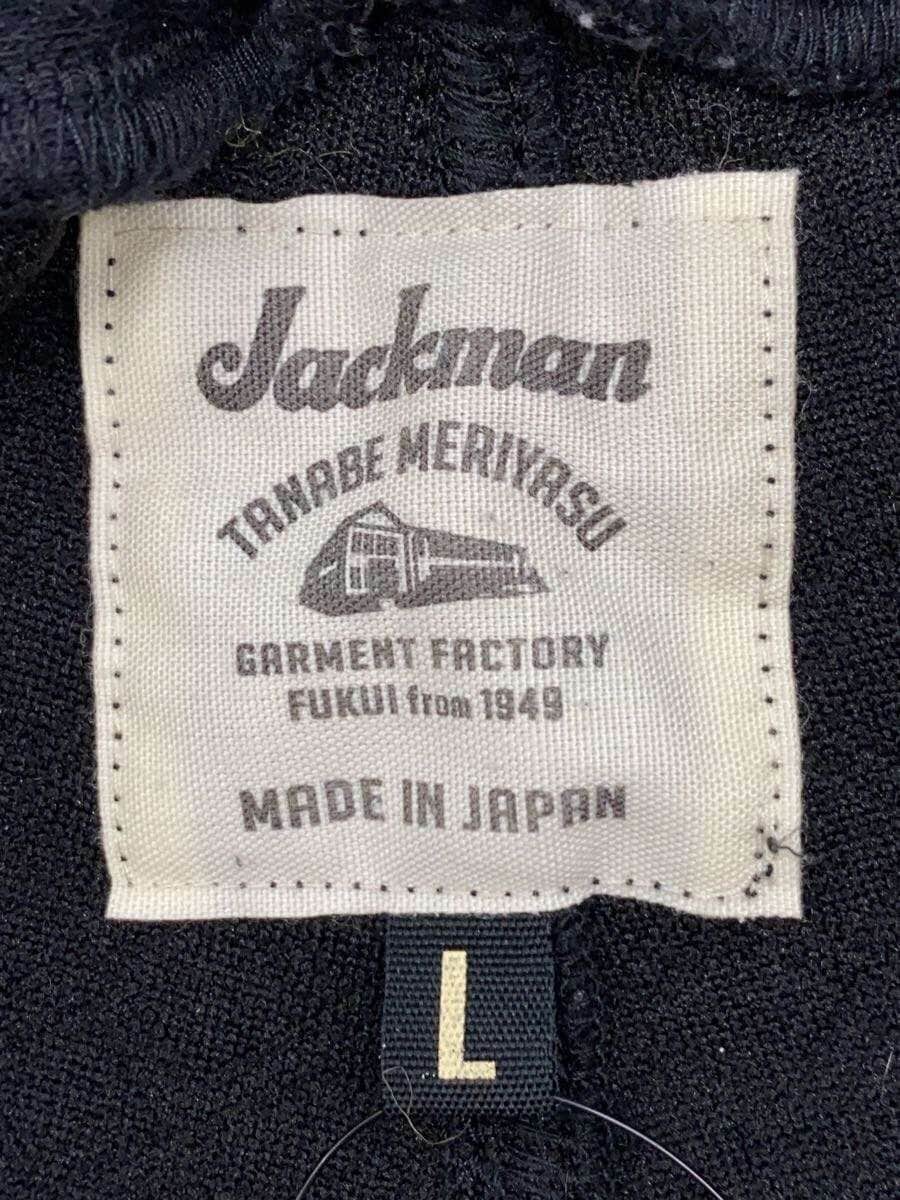 Jackman
TANABE MERIYASU
GARMENT FACTORY
FUKUI from 1949
MADE IN JAPAN
L